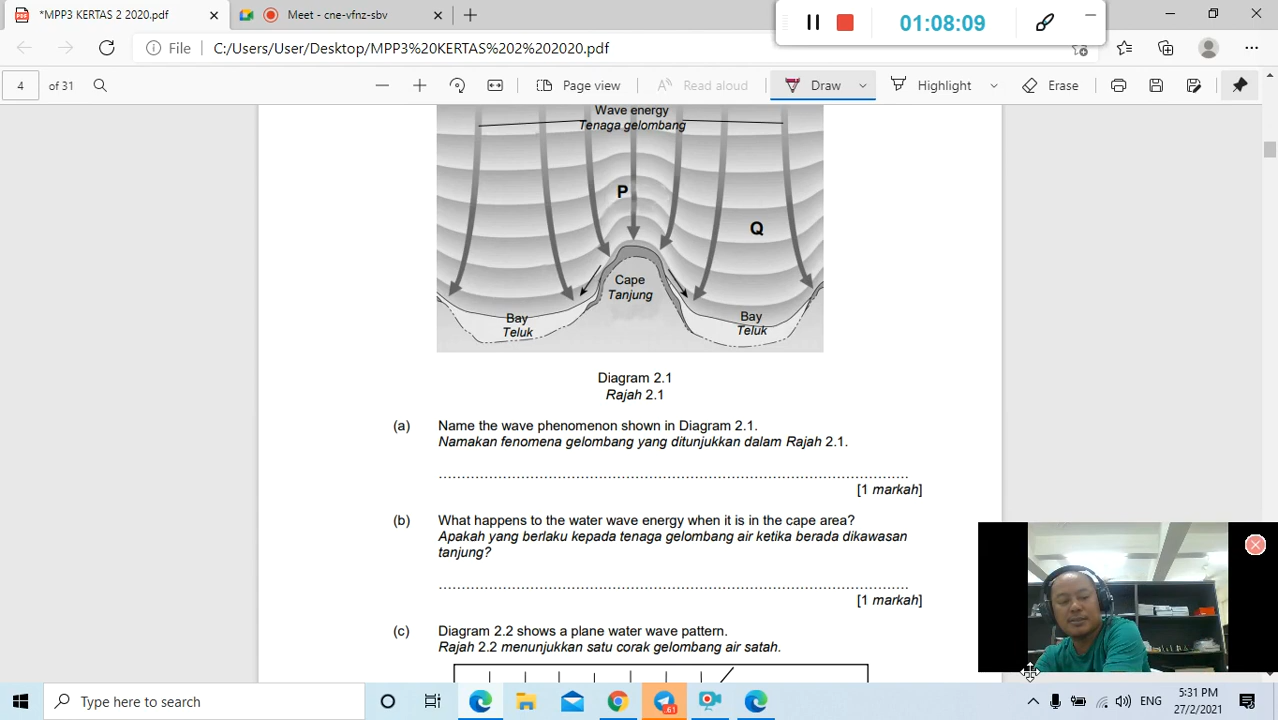 *MPP3 KERTAS 2 2020.pdf
Meet - cne-vfnz-sbv
01:08:09
File
C:/Users/User/Desktop/MPP3%20KERTAS%202%202020.pdf
4 of 31
Page view
Read aloud
Draw
Highlight
Erase
Wave energy
Tenaga gelombang
P
Q
Cape
Tanjung
Bay
Teluk
Bay
Teluk
Diagram 2.1
Rajah 2.1
(a) Name the wave phenomenon shown in Diagram 2.1.
Namakan fenomena gelombang yang ditunjukkan dalam Rajah 2.1.
[1 markah]
(b) What happens to the water wave energy when it is in the cape area?
Apakah yang berlaku kepada tenaga gelombang air ketika berada dikawasan
tanjung?
[1 markah]
(c) Diagram 2.2 shows a plane water wave pattern.
Rajah 2.2 menunjukkan satu corak gelombang air satah.
Type here to search
61
ENG
5:31 PM
27/2/2021